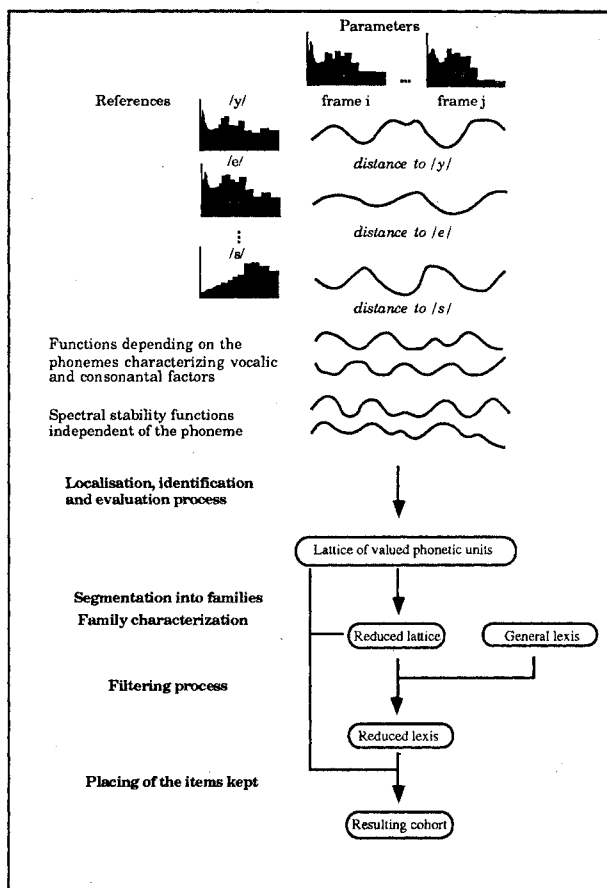 Parameters
...
References
/y/
frame i
frame j
distance to /y/
/e/
distance to /e/
/s/
distance to /s/
Functions depending on the
phonemes characterizing vocalic
and consonantal factors
Spectral stability functions
independent of the phoneme
Localisation, identification
and evaluation process
Lattice of valued phonetic units
Segmentation into families
Family characterization
Reduced lattice
General lexis
Filtering process
Reduced lexis
Placing of the items kept
Resulting cohort